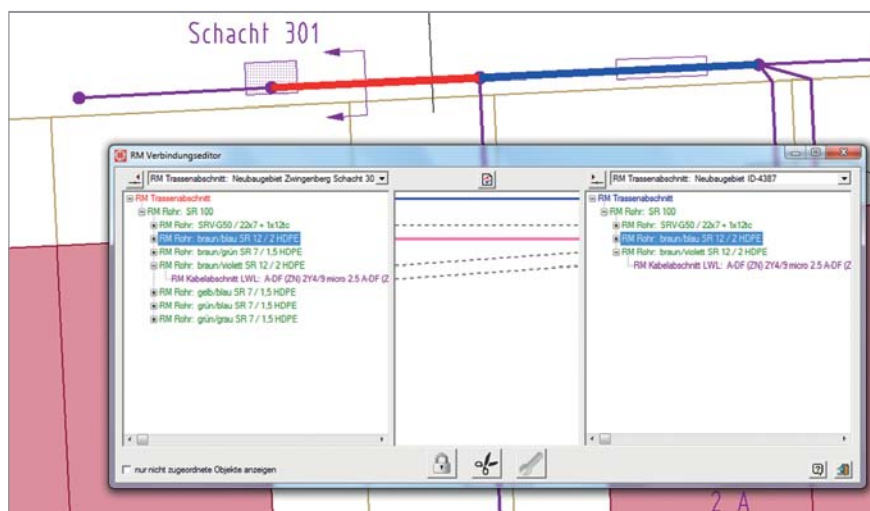 Schacht 301
RM Verbindungseditor
RM Trassenabschnitt: Neubaugebiet Zwingenberg Schacht 30
RM Trassenabschnitt: Neubaugebiet ID-4387
RM Trassenabschnitt
RM Rohr: SR 100
RM Rohr: SRV-G50 / 22x7 + 1x12tc
RM Rohr: braun/blau SR 12 / 2 HDPE
RM Rohr: braun/grün SR 7 / 1,5 HDPE
RM Rohr: braun/violett SR 12 / 2 HDPE
RM Kabelabschnitt LWL: A-DF (ZN) 2Y4/9 micro 2.5 A-DF (Z
RM Rohr: gelb/blau SR 7 / 1,5 HDPE
RM Rohr: grün/blau SR 7 / 1,5 HDPE
RM Rohr: grün/grau SR 7 / 1,5 HDPE
RM Trassenabschnitt
RM Rohr: SR 100
RM Rohr: SRV-G50 / 22x7 + 1x12tc
RM Rohr: braun/blau SR 12 / 2 HDPE
RM Rohr: braun/violett SR 12 / 2 HDPE
RM Kabelabschnitt LWL: A-DF (ZN) 2Y4/9 micro 2.5 A-DF (Z
nur nicht zugeordnete Objekte anzeigen
2 A